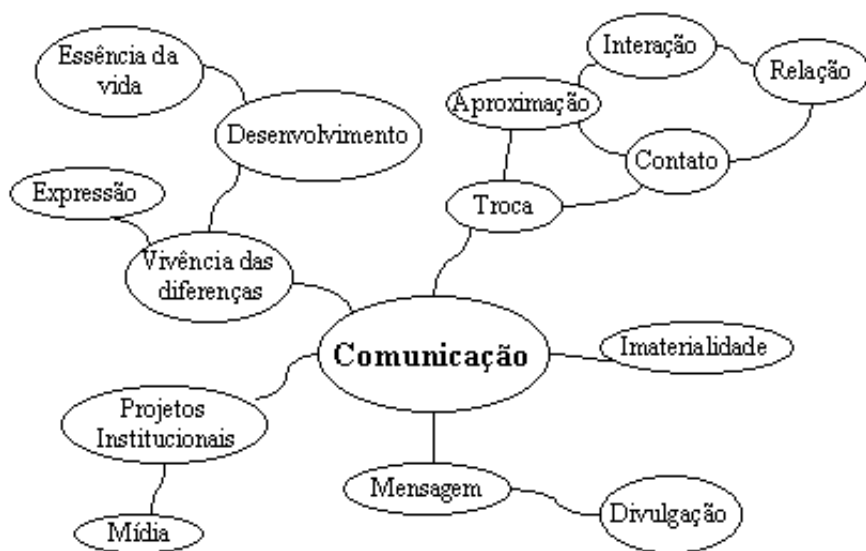 Essência da
vida
Desenvolvimento
Expressão
Vivência das
diferenças
Interação
Relação
Aproximação
Contato
Troca
Comunicação
Imaterialidade
Projetos
Institucionais
Mídia
Mensagem
Divulgação